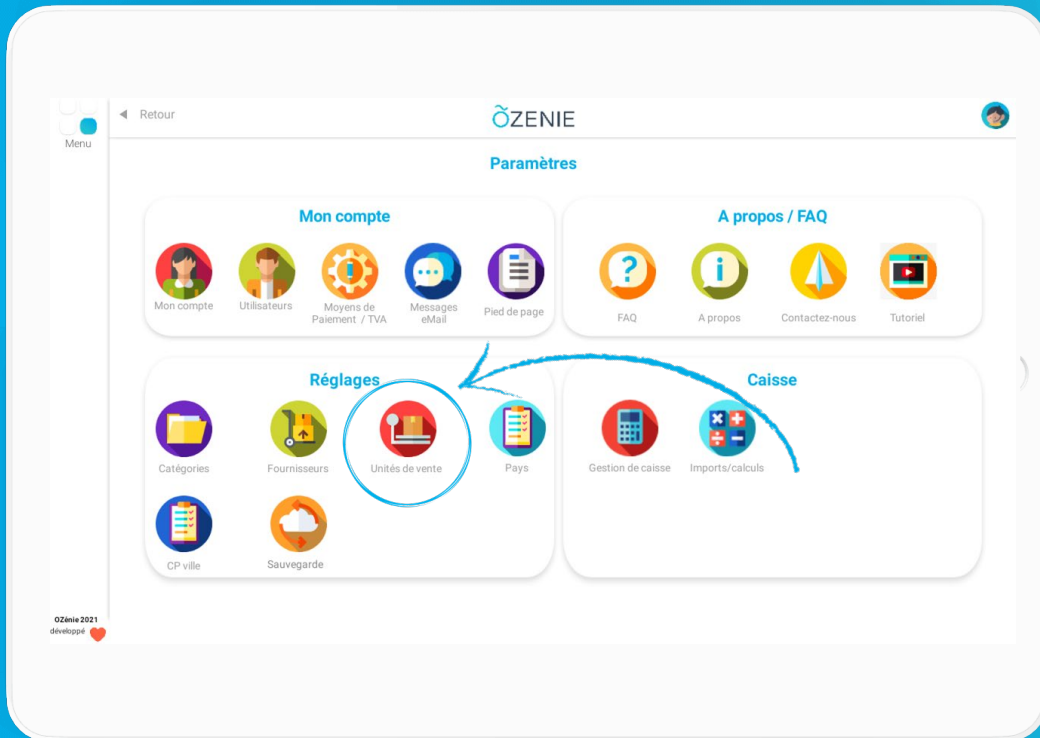 Retour
ÕZENIE
Menu
Paramètres
Mon compte
Mon compte
Utilisateurs
Moyens de
Paiement / TVA
Messages
eMail
Pied de page
A propos / FAQ
FAQ
A propos
Contactez-nous
Tutoriel
Réglages
Catégories
Fournisseurs
Unités de vente
Pays
CP ville
Sauvegarde
Caisse
Gestion de caisse
Imports/calculs
OZénie 2021
développé